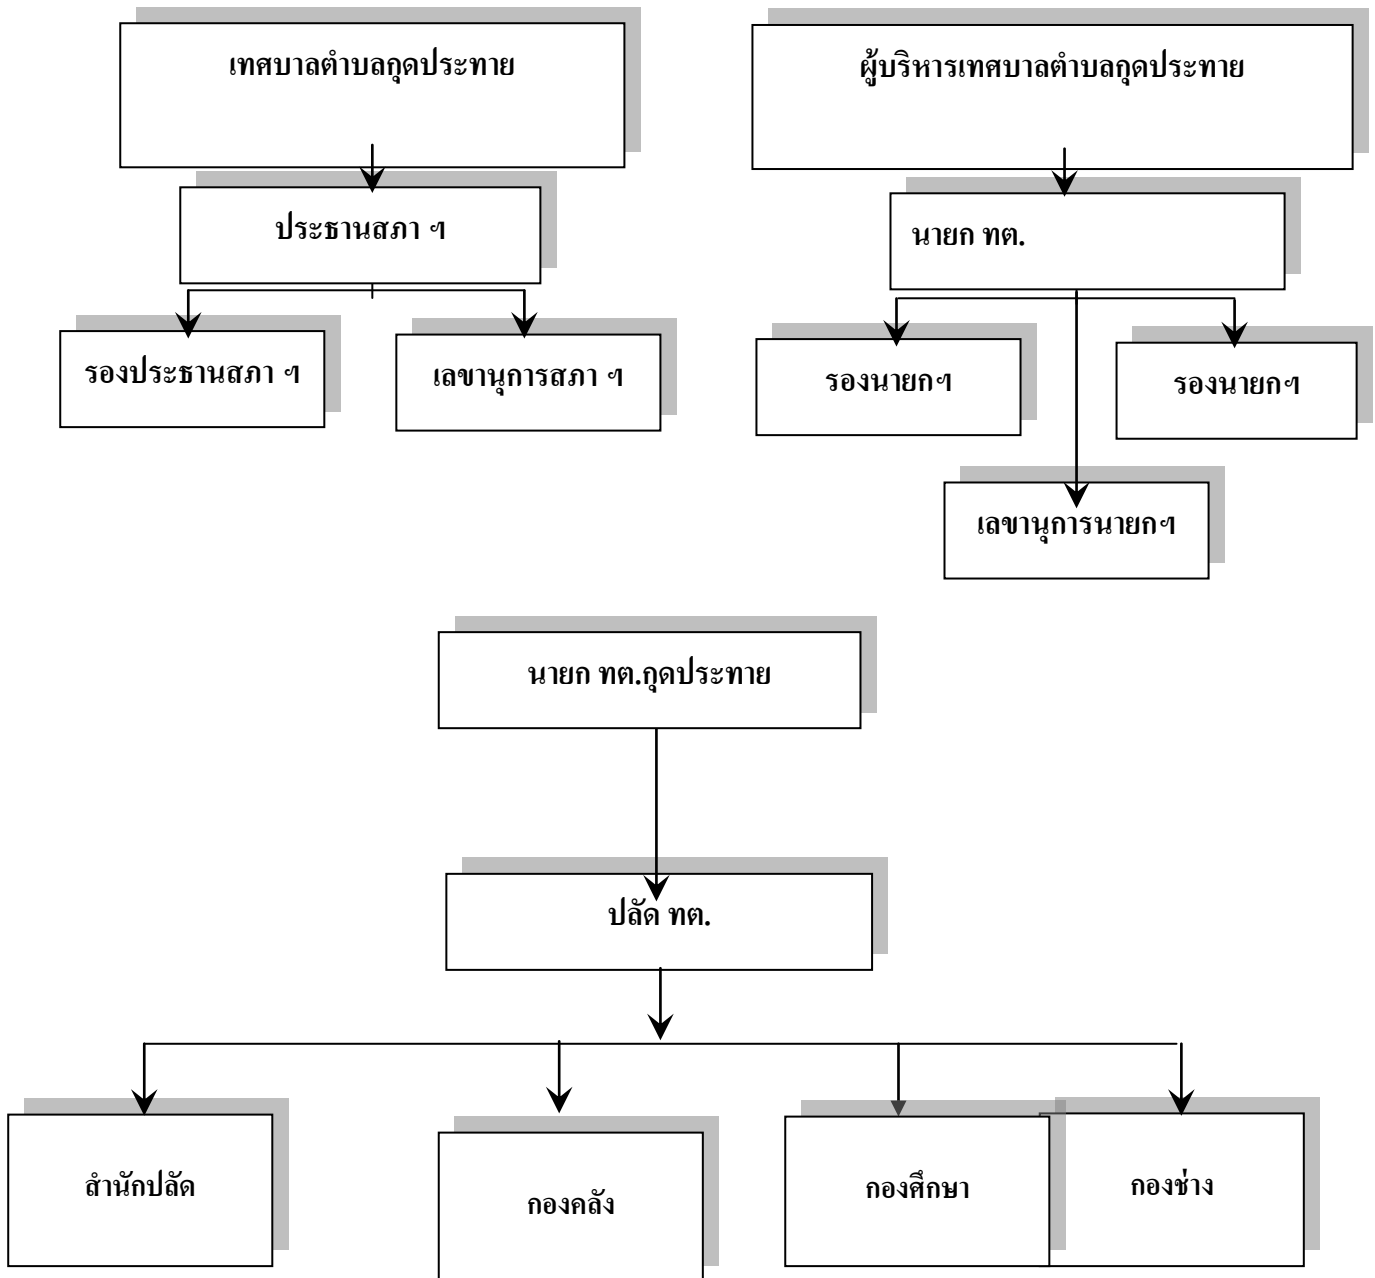 เทศบาลตำบลกุดประทาย
ผู้บริหารเทศบาลตำบลกุดประทาย
ประธานสภา ฯ
นายก ทต.
รองประธานสภา ฯ
เลขานุการสภา ฯ
รองนายกฯ
รองนายกฯ
เลขานุการนายกฯ
นายก ทต.กุดประทาย
ปลัด ทต.
สำนักปลัด
กองคลัง
กองศึกษา
กองช่าง